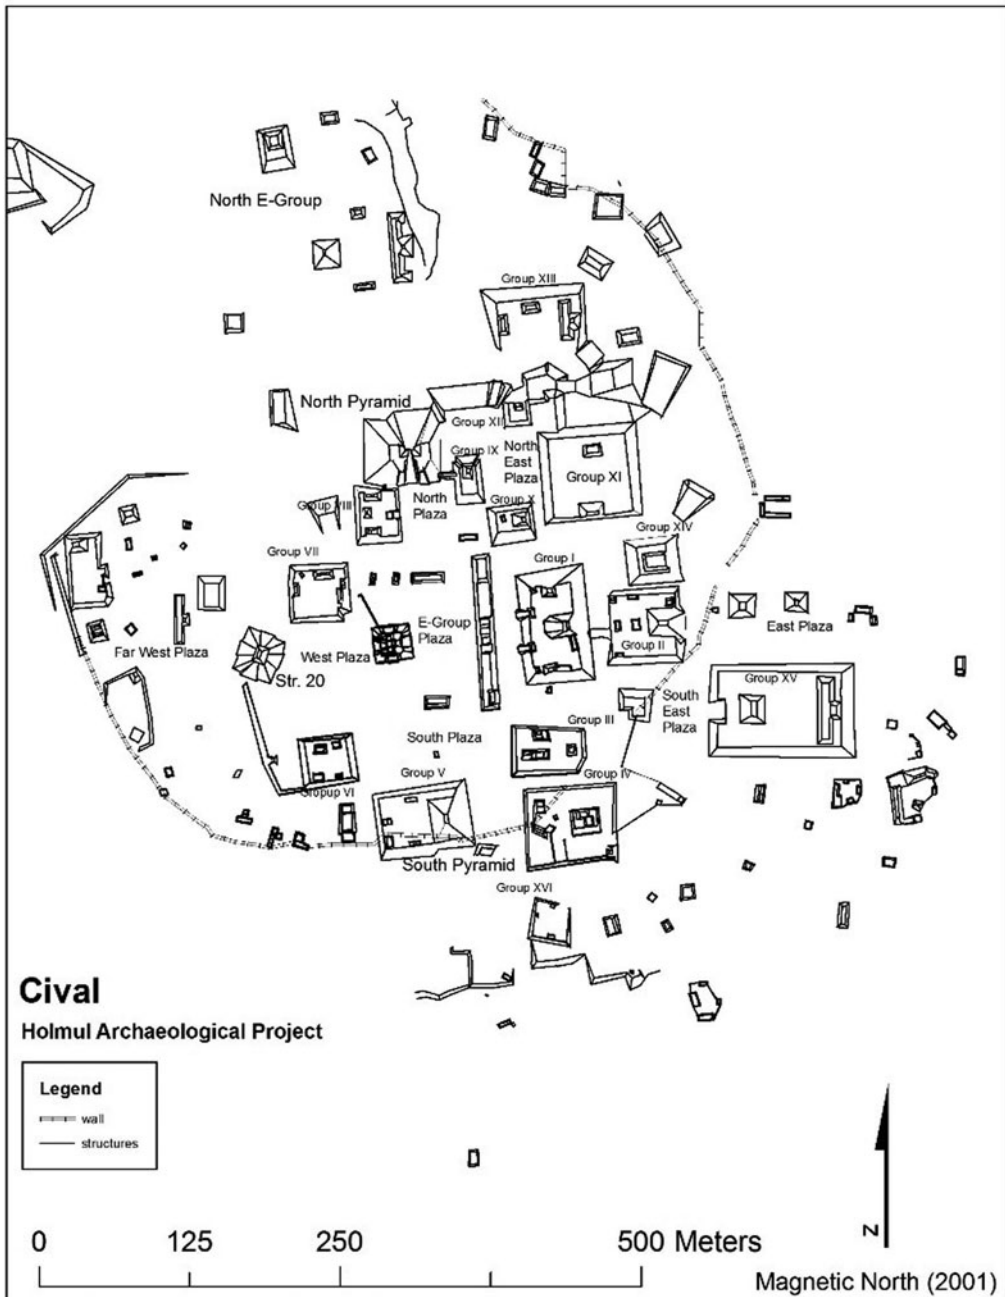 North E-Group
Group XIII
North Pyramid
Group XII
North
East
Plaza
Group IX
Group XI
Group VIII
North
Plaza
Group X
Group XIV
Group VII
Group I
E-Group
Plaza
West Plaza
Far West Plaza
Str. 20
Group II
East Plaza
Group XV
South
East
Plaza
Group III
South Plaza
Group IV
Group V
Gropup VI
South Pyramid
Group XVI
Cival
Holmul Archaeological Project
Legend
wall
structures
N
0 125 250 500 Meters
Magnetic North (2001)